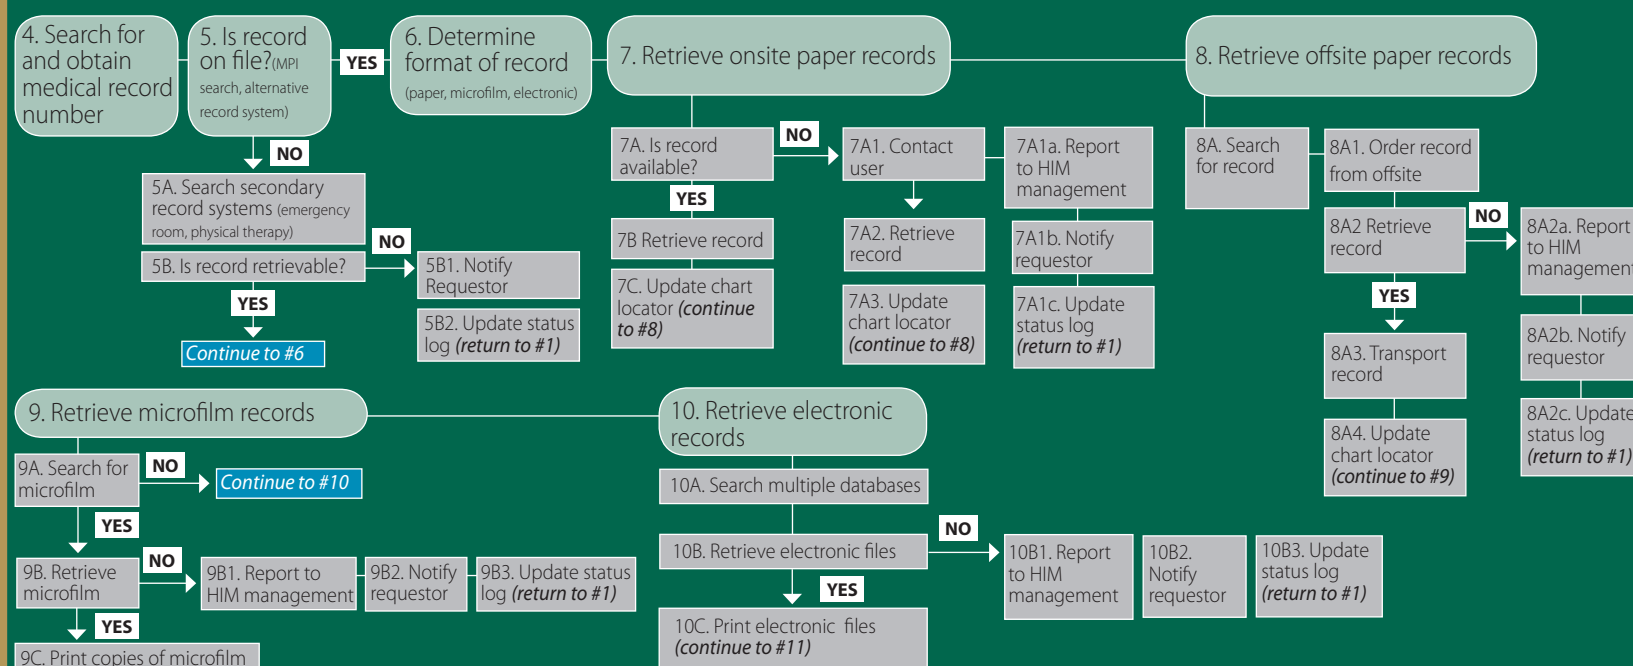 4. Search for
and obtain
medical record
number
5. Is record
on file?(MPI
search, alternative
record system)
YES
6. Determine
format of record
(paper, microfilm, electronic)
7. Retrieve onsite paper records
8. Retrieve offsite paper records
NO
5A. Search secondary
record systems (emergency
room, physical therapy)
5B. Is record retrievable?
NO
5B1. Notify
Requestor
5B2. Update status
log (return to #1)
YES
Continue to #6
7A. Is record
available?
NO
7A1. Contact
user
7A1a. Report
to HIM
management
YES
7B Retrieve record
7C. Update chart
locator (continue
to #8)
7A2. Retrieve
record
7A3. Update
chart locator
(continue to #8)
7A1b. Notify
requestor
7A1c. Update
status log
(return to #1)
8A. Search
for record
8A1. Order record
from offsite
8A2 Retrieve
record
NO
8A2a. Report
to HIM
management
YES
8A3. Transport
record
8A4. Update
chart locator
(continue to #9)
8A2b. Notify
requestor
8A2c. Update
status log
(return to #1)
9. Retrieve microfilm records
9A. Search for
microfilm
NO
Continue to #10
YES
9B. Retrieve
microfilm
NO
9B1. Report to
HIM management
9B2. Notify
requestor
9B3. Update status
log (return to #1)
YES
9C. Print copies of microfilm
10. Retrieve electronic
records
10A. Search multiple databases
10B. Retrieve electronic files
NO
10B1. Report
to HIM
management
10B2.
Notify
requestor
10B3. Update
status log
(return to #1)
YES
10C. Print electronic files
(continue to #11)